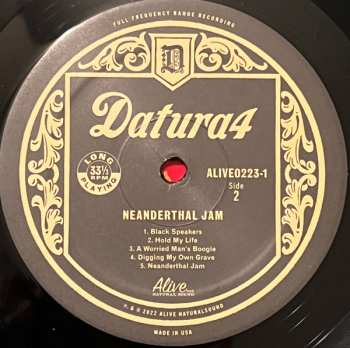 FULL FREQUENCY RANGE RECORDING
D
Datura4
LONG
33⅓
RPM
PLAYING
ALIVE0223-1
Side
2
NEANDERTHAL JAM
1. Black Speakers
2. Hold My Life
3. A Worried Man's Boogie
4. Digging My Own Grave
5. Neanderthal Jam
Alive
NATURAL SOUND
℗ & © 2022 ALIVE NATURALSOUND
MADE IN USA